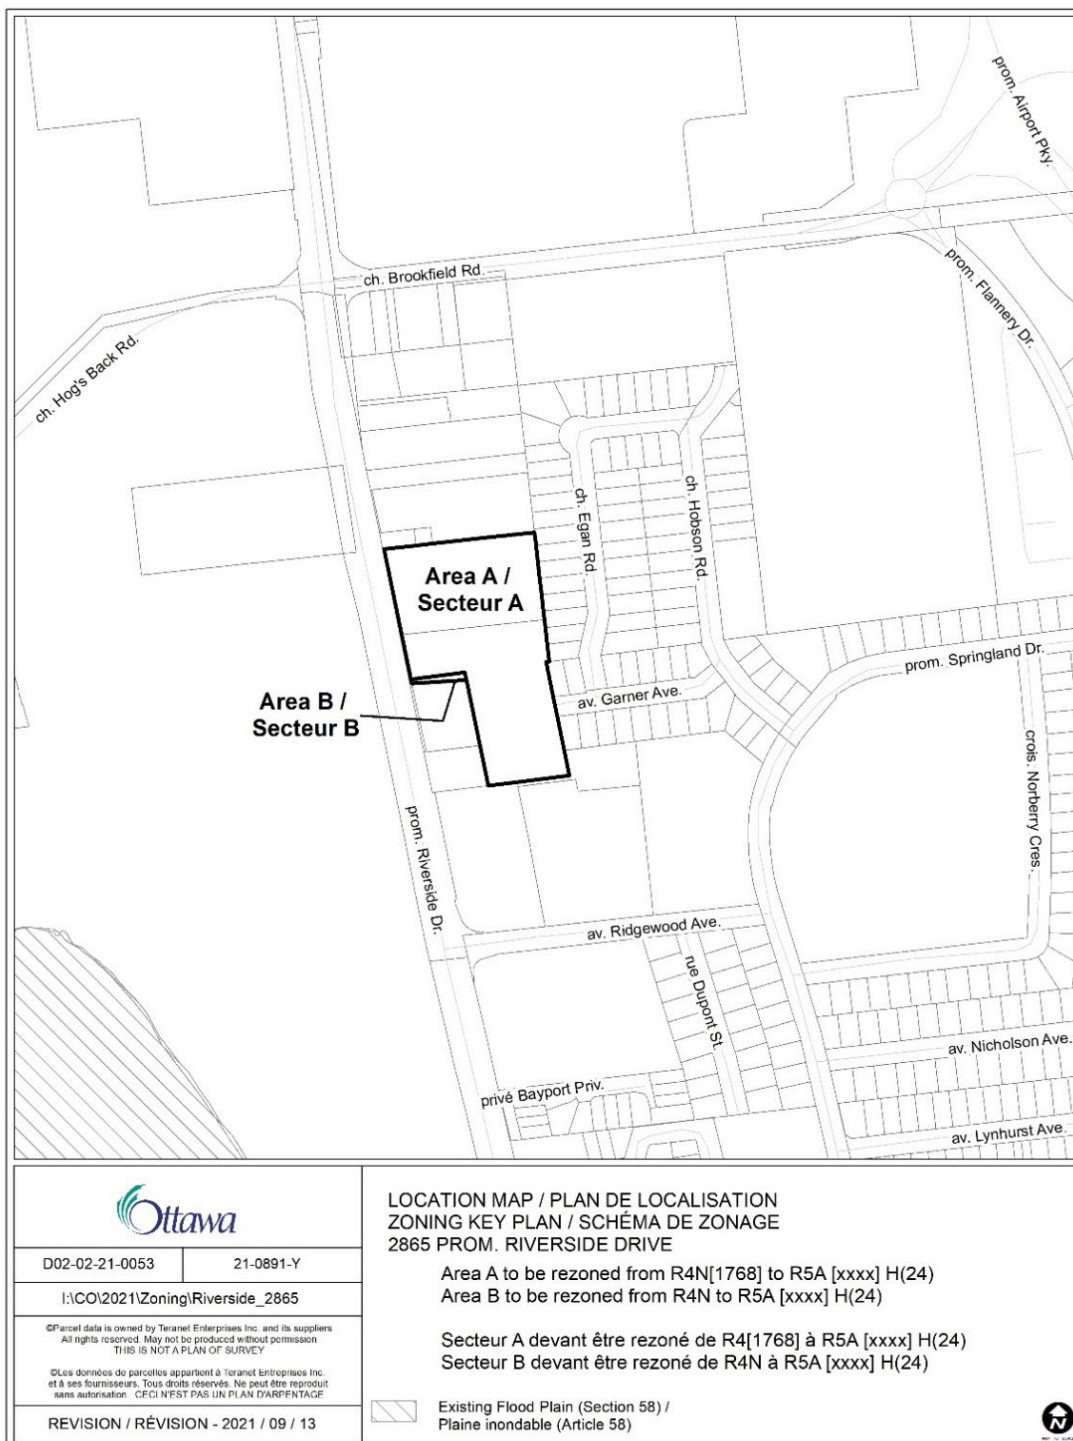 prom. Airport Pky.
ch. Brookfield Rd.
prom. Flannery Dr.
ch. Hog's Back Rd.
ch. Egan Rd.
ch. Hobson Rd.
Area A /
Secteur A
prom. Springland Dr.
Area B /
Secteur B
av. Garner Ave.
crois. Norberry Cres.
prom. Riverside Dr.
av. Ridgewood Ave.
rue Dupont St.
av. Nicholson Ave.
privé Bayport Priv.
av. Lynhurst Ave.
Ottawa
D02-02-21-0053
21-0891-Y
I:\CO\2021\Zoning\Riverside_2865
©Parcel data is owned by Teranet Enterprises Inc. and its suppliers
All rights reserved. May not be produced without permission
THIS IS NOT A PLAN OF SURVEY
©Les données de parcelles appartient à Teranet Entreprises Inc.
et à ses fournisseurs. Tous droits réservés. Ne peut être reproduit
sans autorisation. CECI N'EST PAS UN PLAN D'ARPENTAGE
REVISION / RÉVISION - 2021 / 09 / 13
LOCATION MAP / PLAN DE LOCALISATION
ZONING KEY PLAN / SCHÉMA DE ZONAGE
2865 PROM. RIVERSIDE DRIVE
Area A to be rezoned from R4N[1768] to R5A [xxxx] H(24)
Area B to be rezoned from R4N to R5A [xxxx] H(24)
Secteur A devant être rezoné de R4[1768] à R5A [xxxx] H(24)
Secteur B devant être rezoné de R4N à R5A [xxxx] H(24)
Existing Flood Plain (Section 58) /
Plaine inondable (Article 58)
N